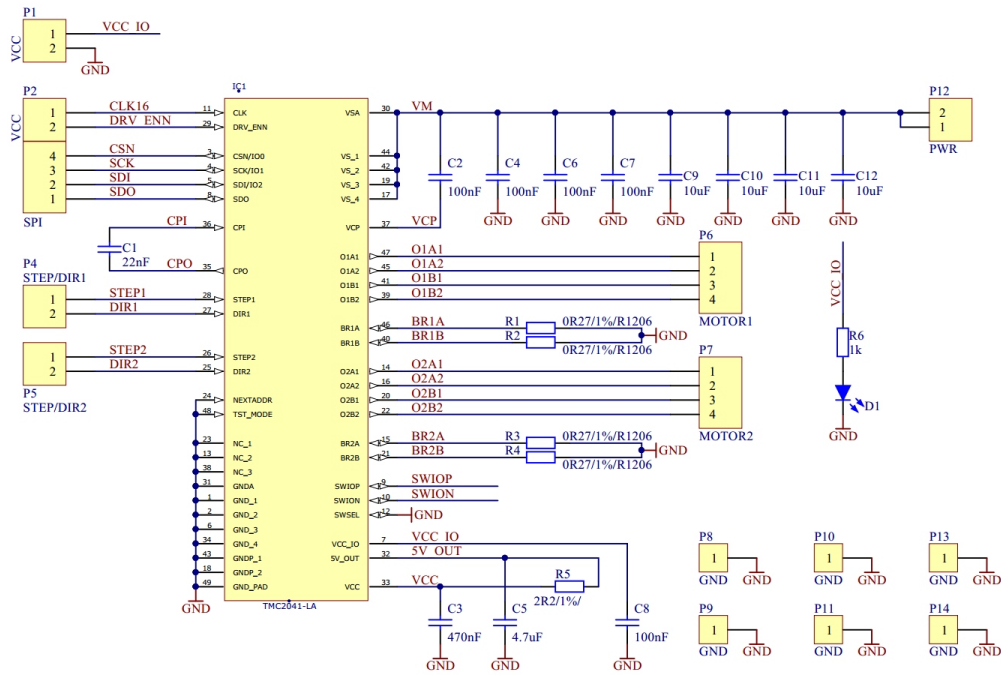 P1
VCC
1 VCC_IO
2
GND
P2
VCC
1 CLK16
2 DRV_ENN
4 CSN
3 SCK
2 SDI
1 SDO
SPI
CPI
C1
22nF
CPO
P4
STEP/DIR1
1 STEP1
2 DIR1
1 STEP2
2 DIR2
P5
STEP/DIR2
GND
IC1
11 CLK VSA 30
29 DRV_ENN
3 CSN/IO0 VS_1 44
4 SCK/IO1 VS_2 42
5 SDI/IO2 VS_3 19
8 SDO VS_4 17
36 CPI VCP 37
O1A1 47
35 CPO O1A2 45
O1B1 41
28 STEP1 O1B2 39
27 DIR1
BR1A 46
BR1B 40
26 STEP2
25 DIR2 O2A1 14
O2A2 16
24 NEXTADDR O2B1 20
48 TST_MODE O2B2 22
23 NC_1 BR2A 15
13 NC_2 BR2B 21
38 NC_3
31 GNDA SWIOP 9
1 GND_1 SWION 10
2 GND_2 SWSEL 12
6 GND_3
34 GND_4 VCC_IO 7
43 GNDP_1 5V_OUT 32
18 GNDP_2
49 GND_PAD VCC 33
TMC2041-LA
VM
P12
2
1
PWR
C2
100nF
C4
100nF
C6
100nF
C7
100nF
C9
10uF
C10
10uF
C11
10uF
C12
10uF
GND GND GND GND GND GND GND
VCP
P6
O1A1 1
O1A2 2
O1B1 3
O1B2 4
MOTOR1
BR1A R1 0R27/1%/R1206
BR1B R2 0R27/1%/R1206
GND
P7
O2A1 1
O2A2 2
O2B1 3
O2B2 4
MOTOR2
BR2A R3 0R27/1%/R1206
BR2B R4 0R27/1%/R1206
GND
SWIOP
SWION
GND
VCC_IO
5V_OUT
VCC
R5
2R2/1%/
C3
470nF
C5
4.7uF
C8
100nF
GND GND GND
VCC_IO
R6
1k
D1
GND
P8 P10 P13
1 1 1
GND GND GND GND GND GND
P9 P11 P14
1 1 1
GND GND GND GND GND GND